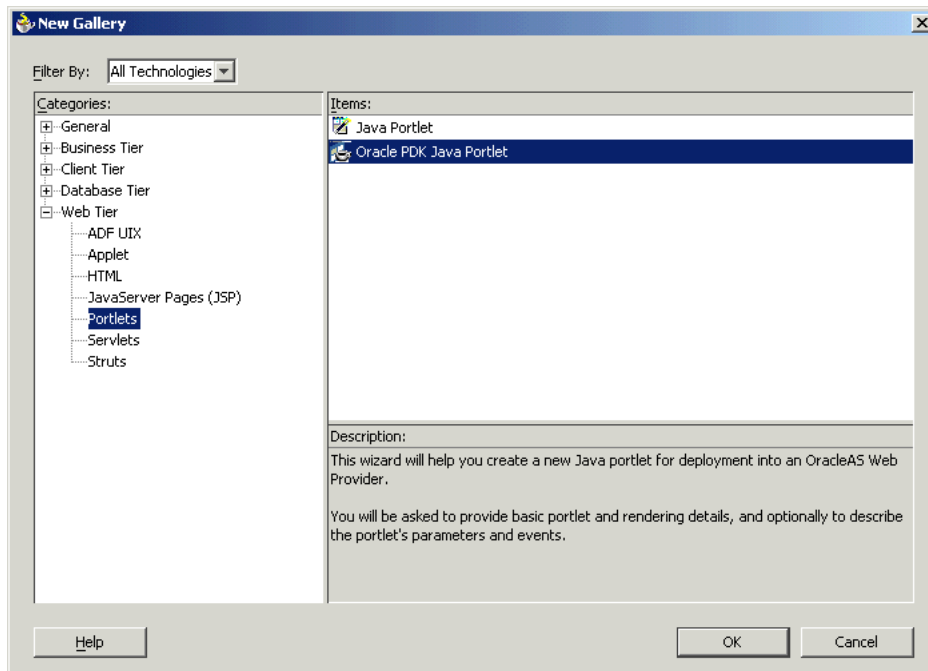 New Gallery
Filter By: All Technologies
Categories:
General
Business Tier
Client Tier
Database Tier
Web Tier
ADF UIX
Applet
HTML
JavaServer Pages (JSP)
Portlets
Servlets
Struts
Items:
Java Portlet
Oracle PDK Java Portlet
Description:
This wizard will help you create a new Java portlet for deployment into an OracleAS Web
Provider.
You will be asked to provide basic portlet and rendering details, and optionally to describe
the portlet's parameters and events.
Help
OK
Cancel